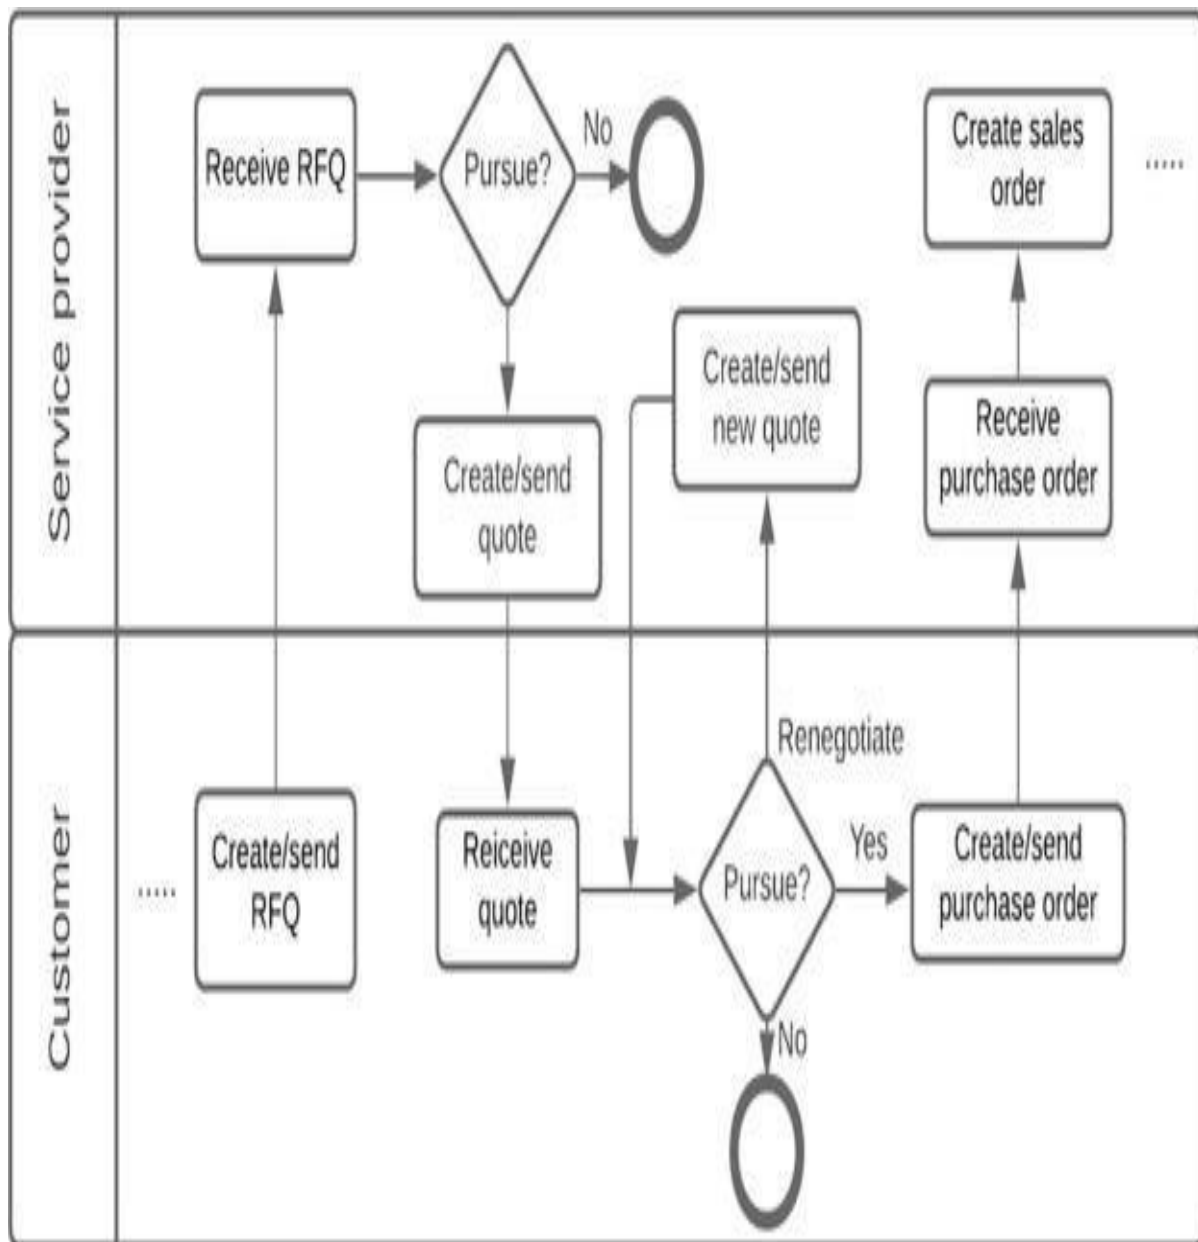 Service provider
Receive RFQ
Pursue?
No
Create sales
order
.....
Create/send
quote
Create/send
new quote
Receive
purchase order
Customer
.....
Create/send
RFQ
Reiceive
quote
Renegotiate
Pursue?
Yes
Create/send
purchase order
No